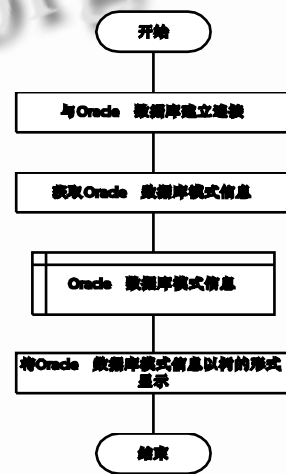 开始
与Oracle 数据库建立连接
获取Oracle 数据库模式信息
Oracle 数据库模式信息
将Oracle 数据库模式信息以树的形式
显示
结束